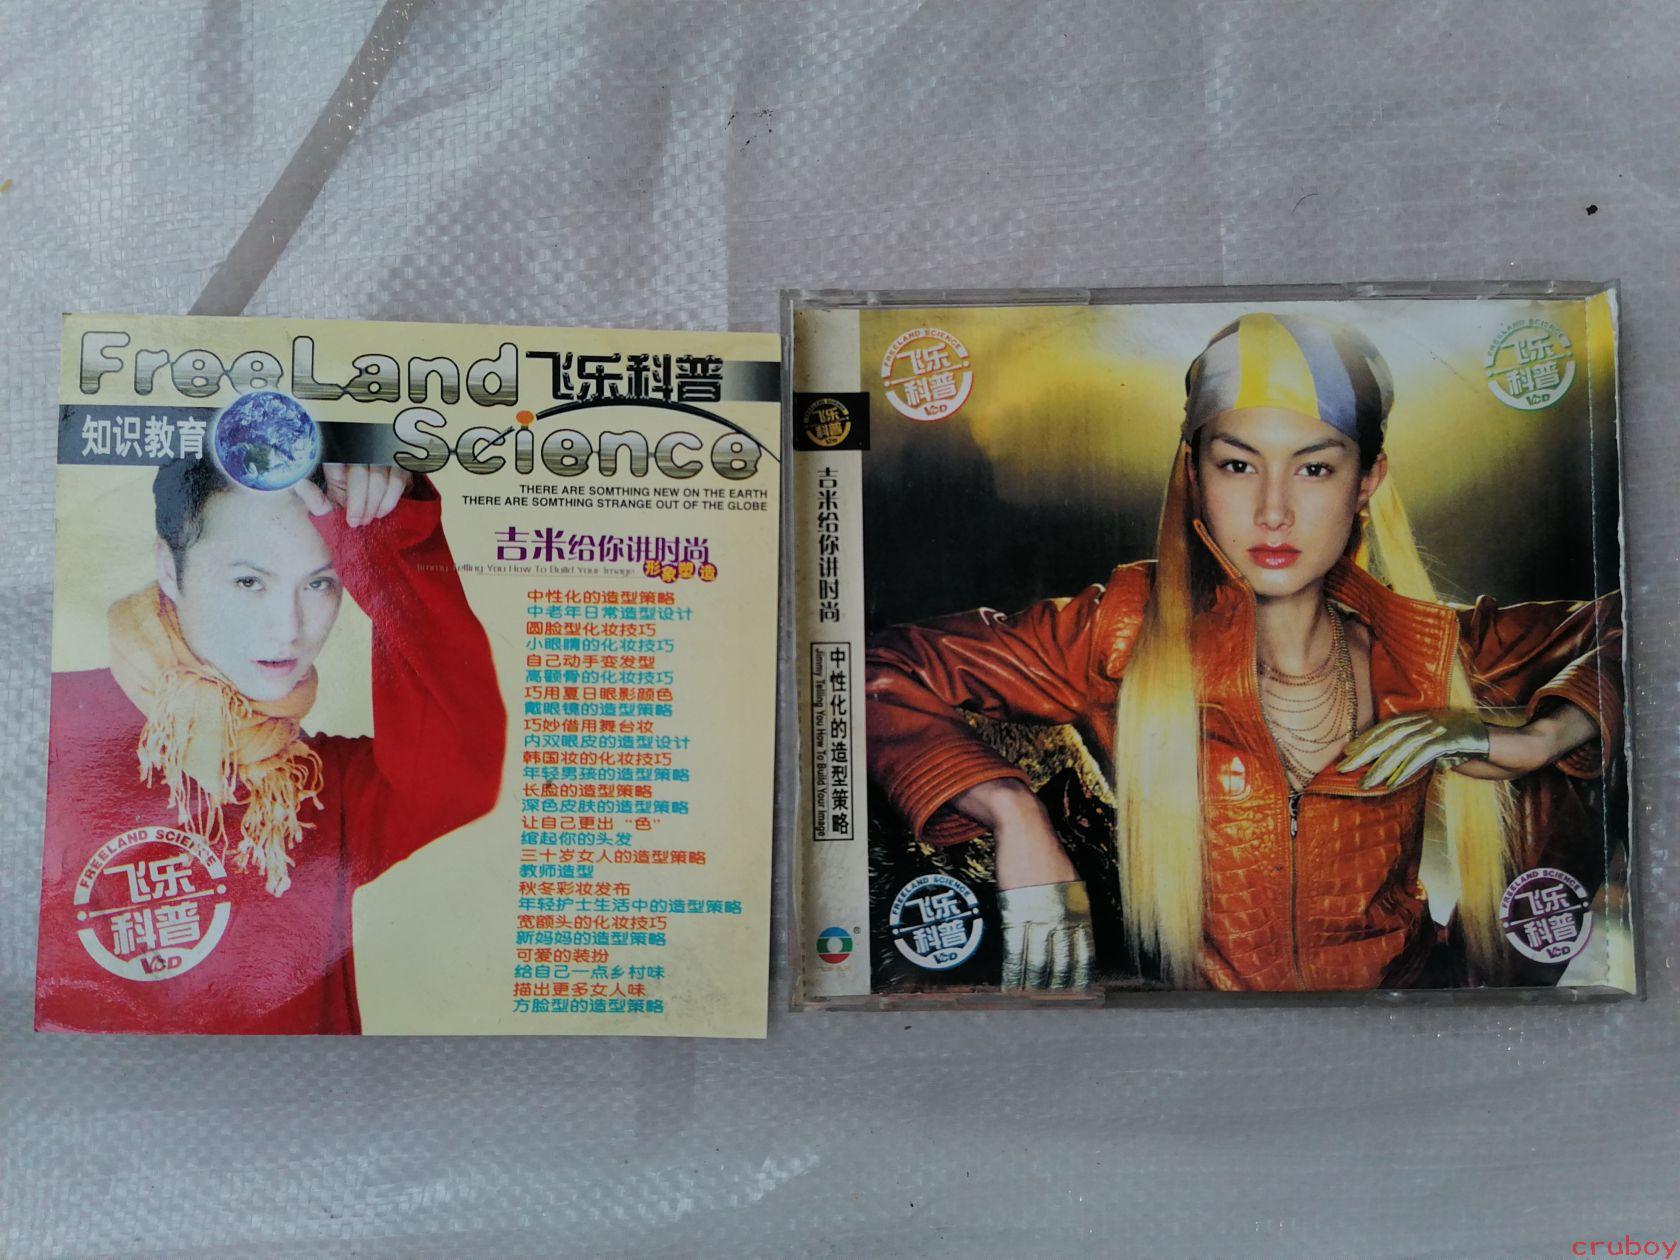 FreeLand 飞乐科普
Science
知识教育
THERE ARE SOMTHING NEW ON THE EARTH
THERE ARE SOMTHING STRANGE OUT OF THE GLOBE
吉米给你讲时尚
Jimmy Telling You How To Build Your Image 形象塑造
中性化的造型策略
中老年日常造型设计
圆脸型化妆技巧
小眼睛的化妆技巧
自己动手变发型
高颧骨的化妆技巧
巧用夏日眼影颜色
戴眼镜的造型策略
巧妙借用舞台妆
内双眼皮的造型设计
韩国妆的化妆技巧
年轻男孩的造型策略
长脸的造型策略
深色皮肤的造型策略
让自己更出“色”
绾起你的头发
三十岁女人的造型策略
教师造型
秋冬彩妆发布
年轻护士生活中的造型策略
宽额头的化妆技巧
新妈妈的造型策略
可爱的装扮
给自己一点乡村味
描出更多女人味
方脸型的造型策略
FREELAND SCIENCE
飞乐
科普
VCD
飞乐
科普
吉米给你讲时尚
中性化的造型策略
Jimmy Telling You How To Build Your Image
®
FREELAND SCIENCE
飞乐
科普
VCD
FREELAND SCIENCE
飞乐
科普
VCD
FREELAND SCIENCE
飞乐
科普
VCD
FREELAND SCIENCE
飞乐
科普
VCD
cruboy